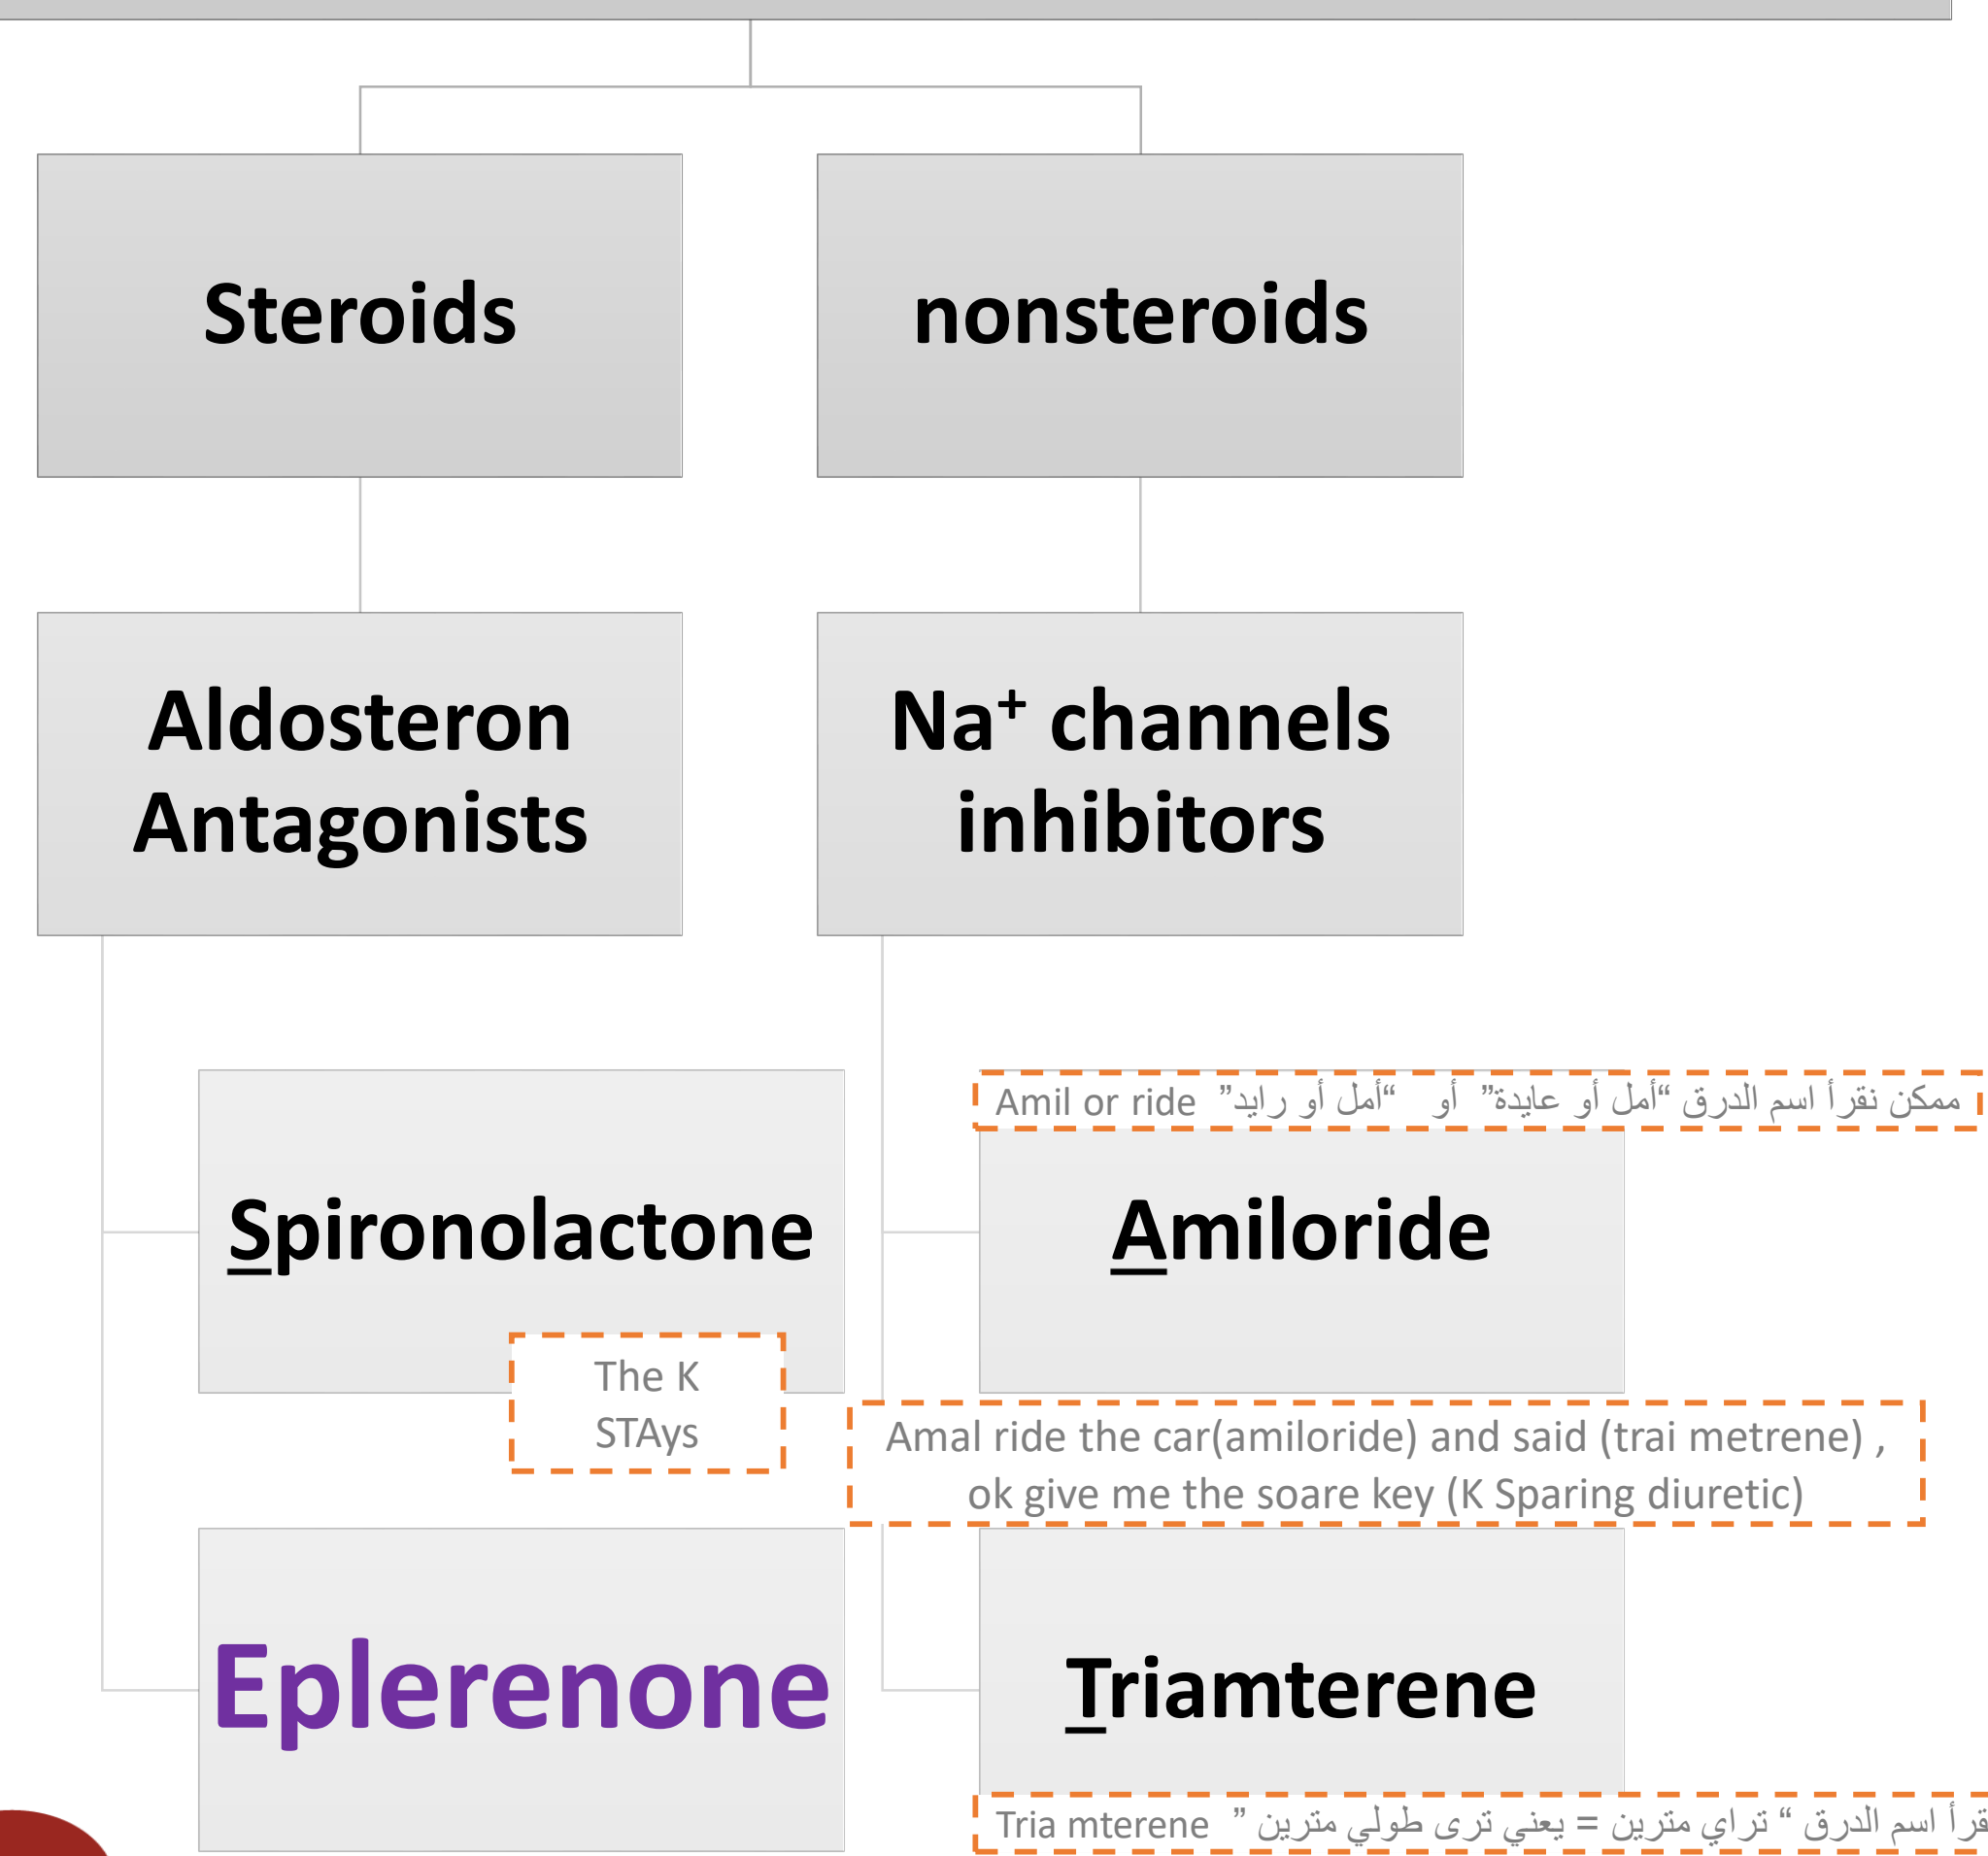 Steroids
nonsteroids
Aldosteron
Antagonists
Na⁺ channels
inhibitors
ممكن نقرأ اسم الدرق “أمل أو عايدة” أو “أمل أو رايد” Amil or ride
Spironolactone
Amiloride
The K
STAys
Amal ride the car(amiloride) and said (trai metrene) ,
ok give me the soare key (K Sparing diuretic)
Eplerenone
Triamterene
اسم الدرق “ تراي مترين = يعني ترى طولي مترين ” Tria mterene